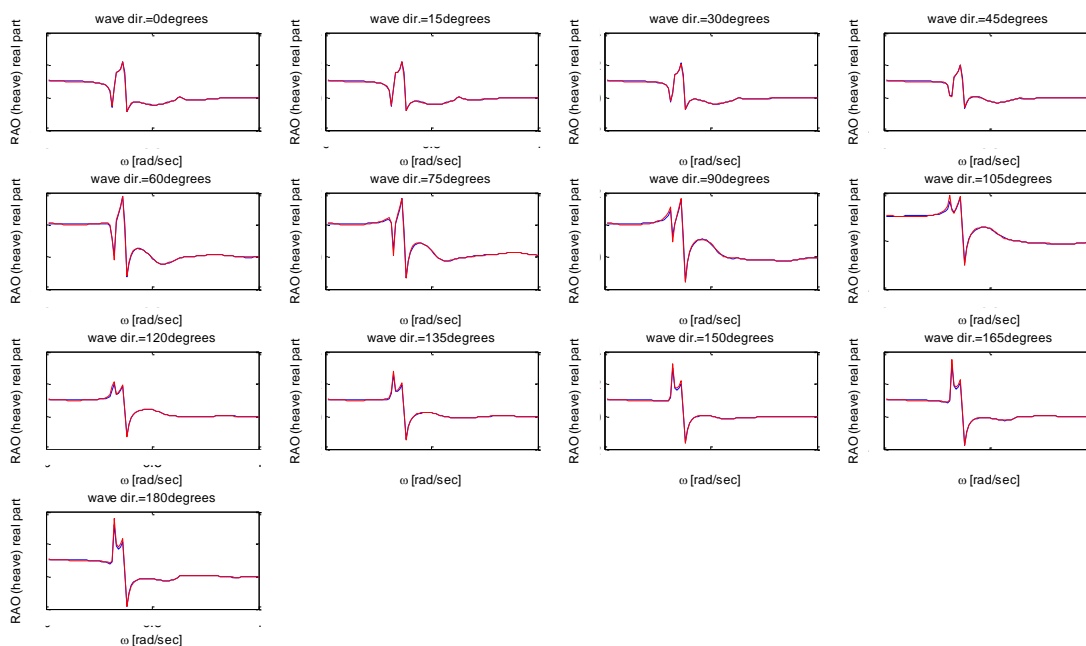 wave dir.=0degrees
RAO (heave) real part
ω [rad/sec]
wave dir.=15degrees
RAO (heave) real part
ω [rad/sec]
wave dir.=30degrees
RAO (heave) real part
ω [rad/sec]
wave dir.=45degrees
RAO (heave) real part
ω [rad/sec]
wave dir.=60degrees
RAO (heave) real part
ω [rad/sec]
wave dir.=75degrees
RAO (heave) real part
ω [rad/sec]
wave dir.=90degrees
RAO (heave) real part
ω [rad/sec]
wave dir.=105degrees
RAO (heave) real part
ω [rad/sec]
wave dir.=120degrees
RAO (heave) real part
ω [rad/sec]
wave dir.=135degrees
RAO (heave) real part
ω [rad/sec]
wave dir.=150degrees
RAO (heave) real part
ω [rad/sec]
wave dir.=165degrees
RAO (heave) real part
ω [rad/sec]
wave dir.=180degrees
RAO (heave) real part
ω [rad/sec]